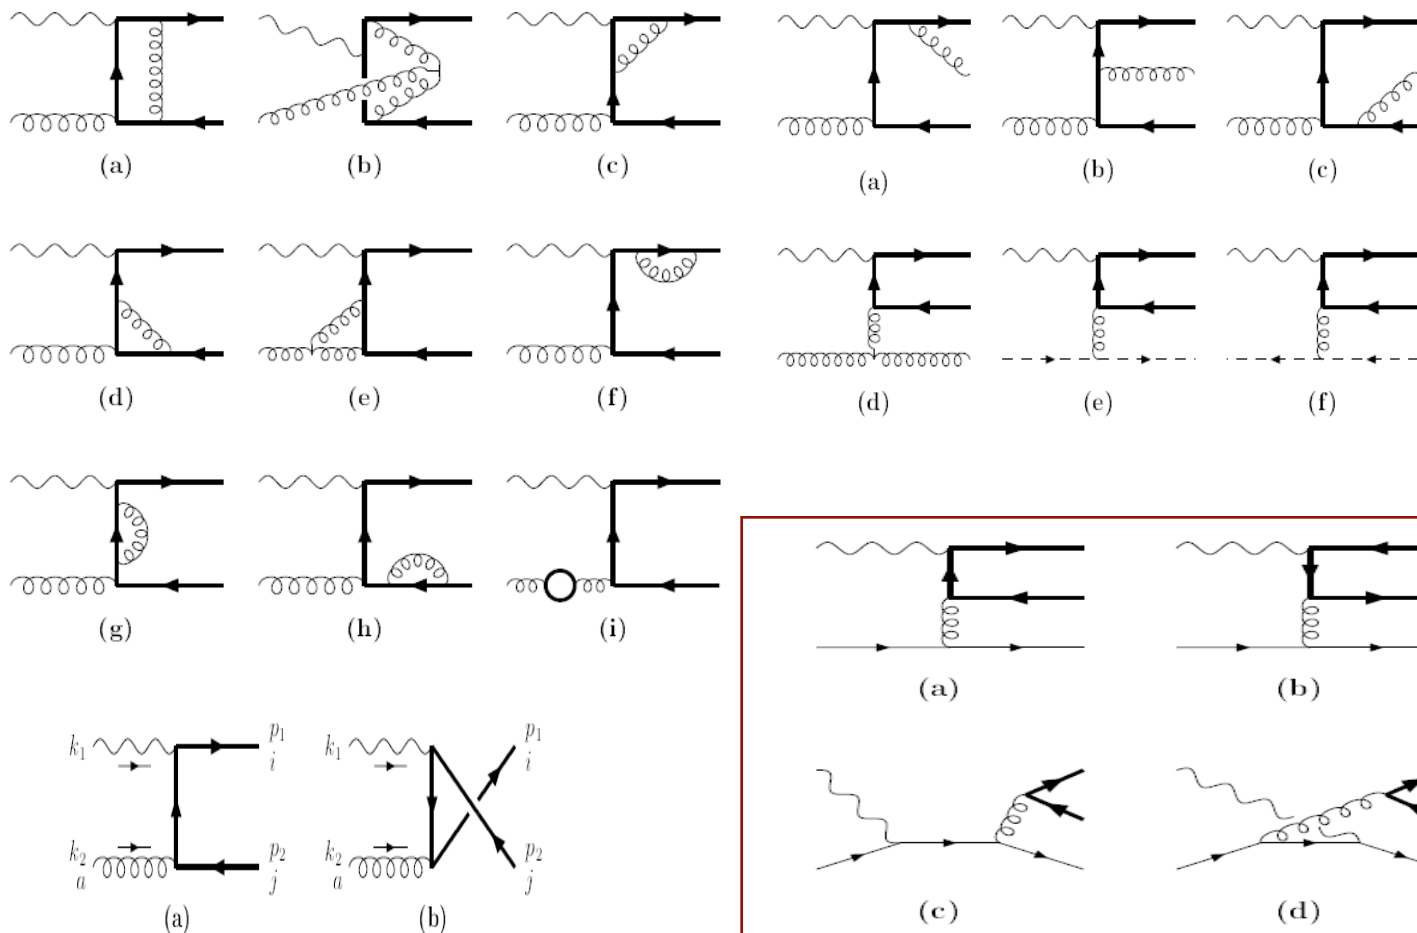 (a) (b) (c)
(a) (b) (c)
(d) (e) (f)
(d) (e) (f)
(g) (h) (i)
(a) (b)
k1 p1 k1 p1
i i
k2 p2 k2 p2
a j a j
(a) (b)
(c) (d)